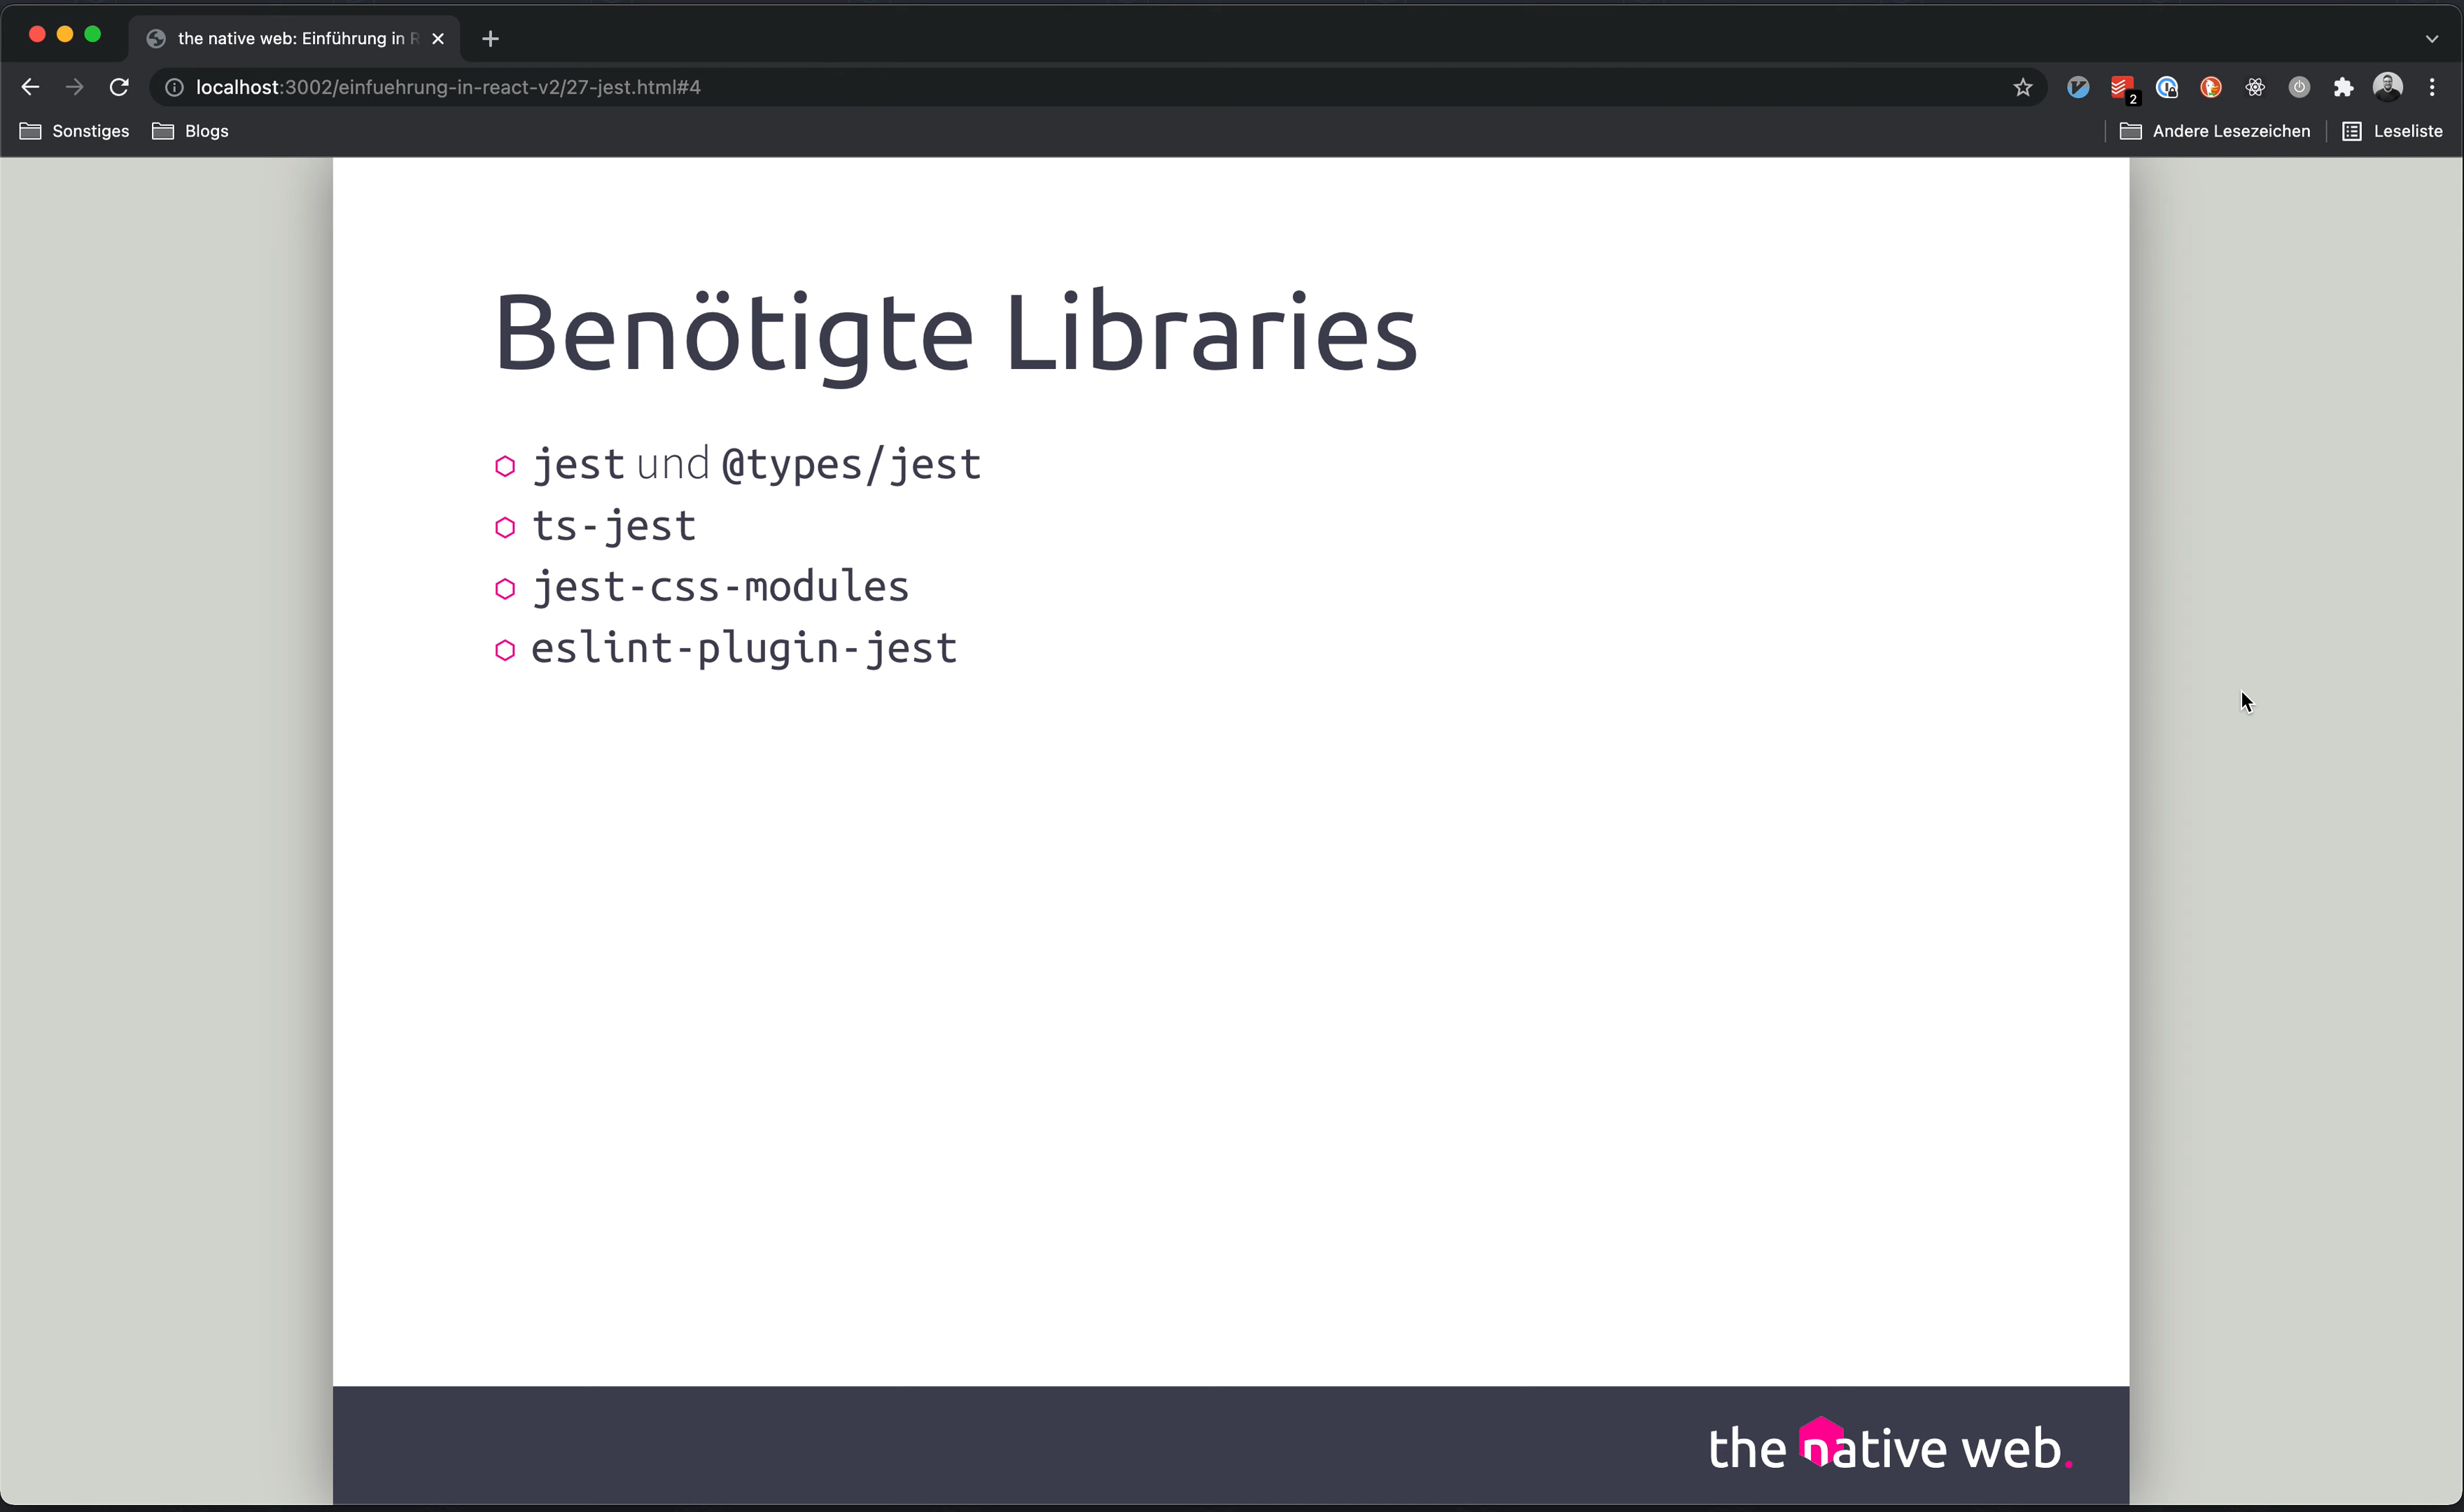 the native web: Einführung in R
localhost:3002/einfuehrung-in-react-v2/27-jest.html#4
2
Sonstiges
Blogs
Andere Lesezeichen
Leseliste
Benötigte Libraries
jest und @types/jest
ts-jest
jest-css-modules
eslint-plugin-jest
the native web.